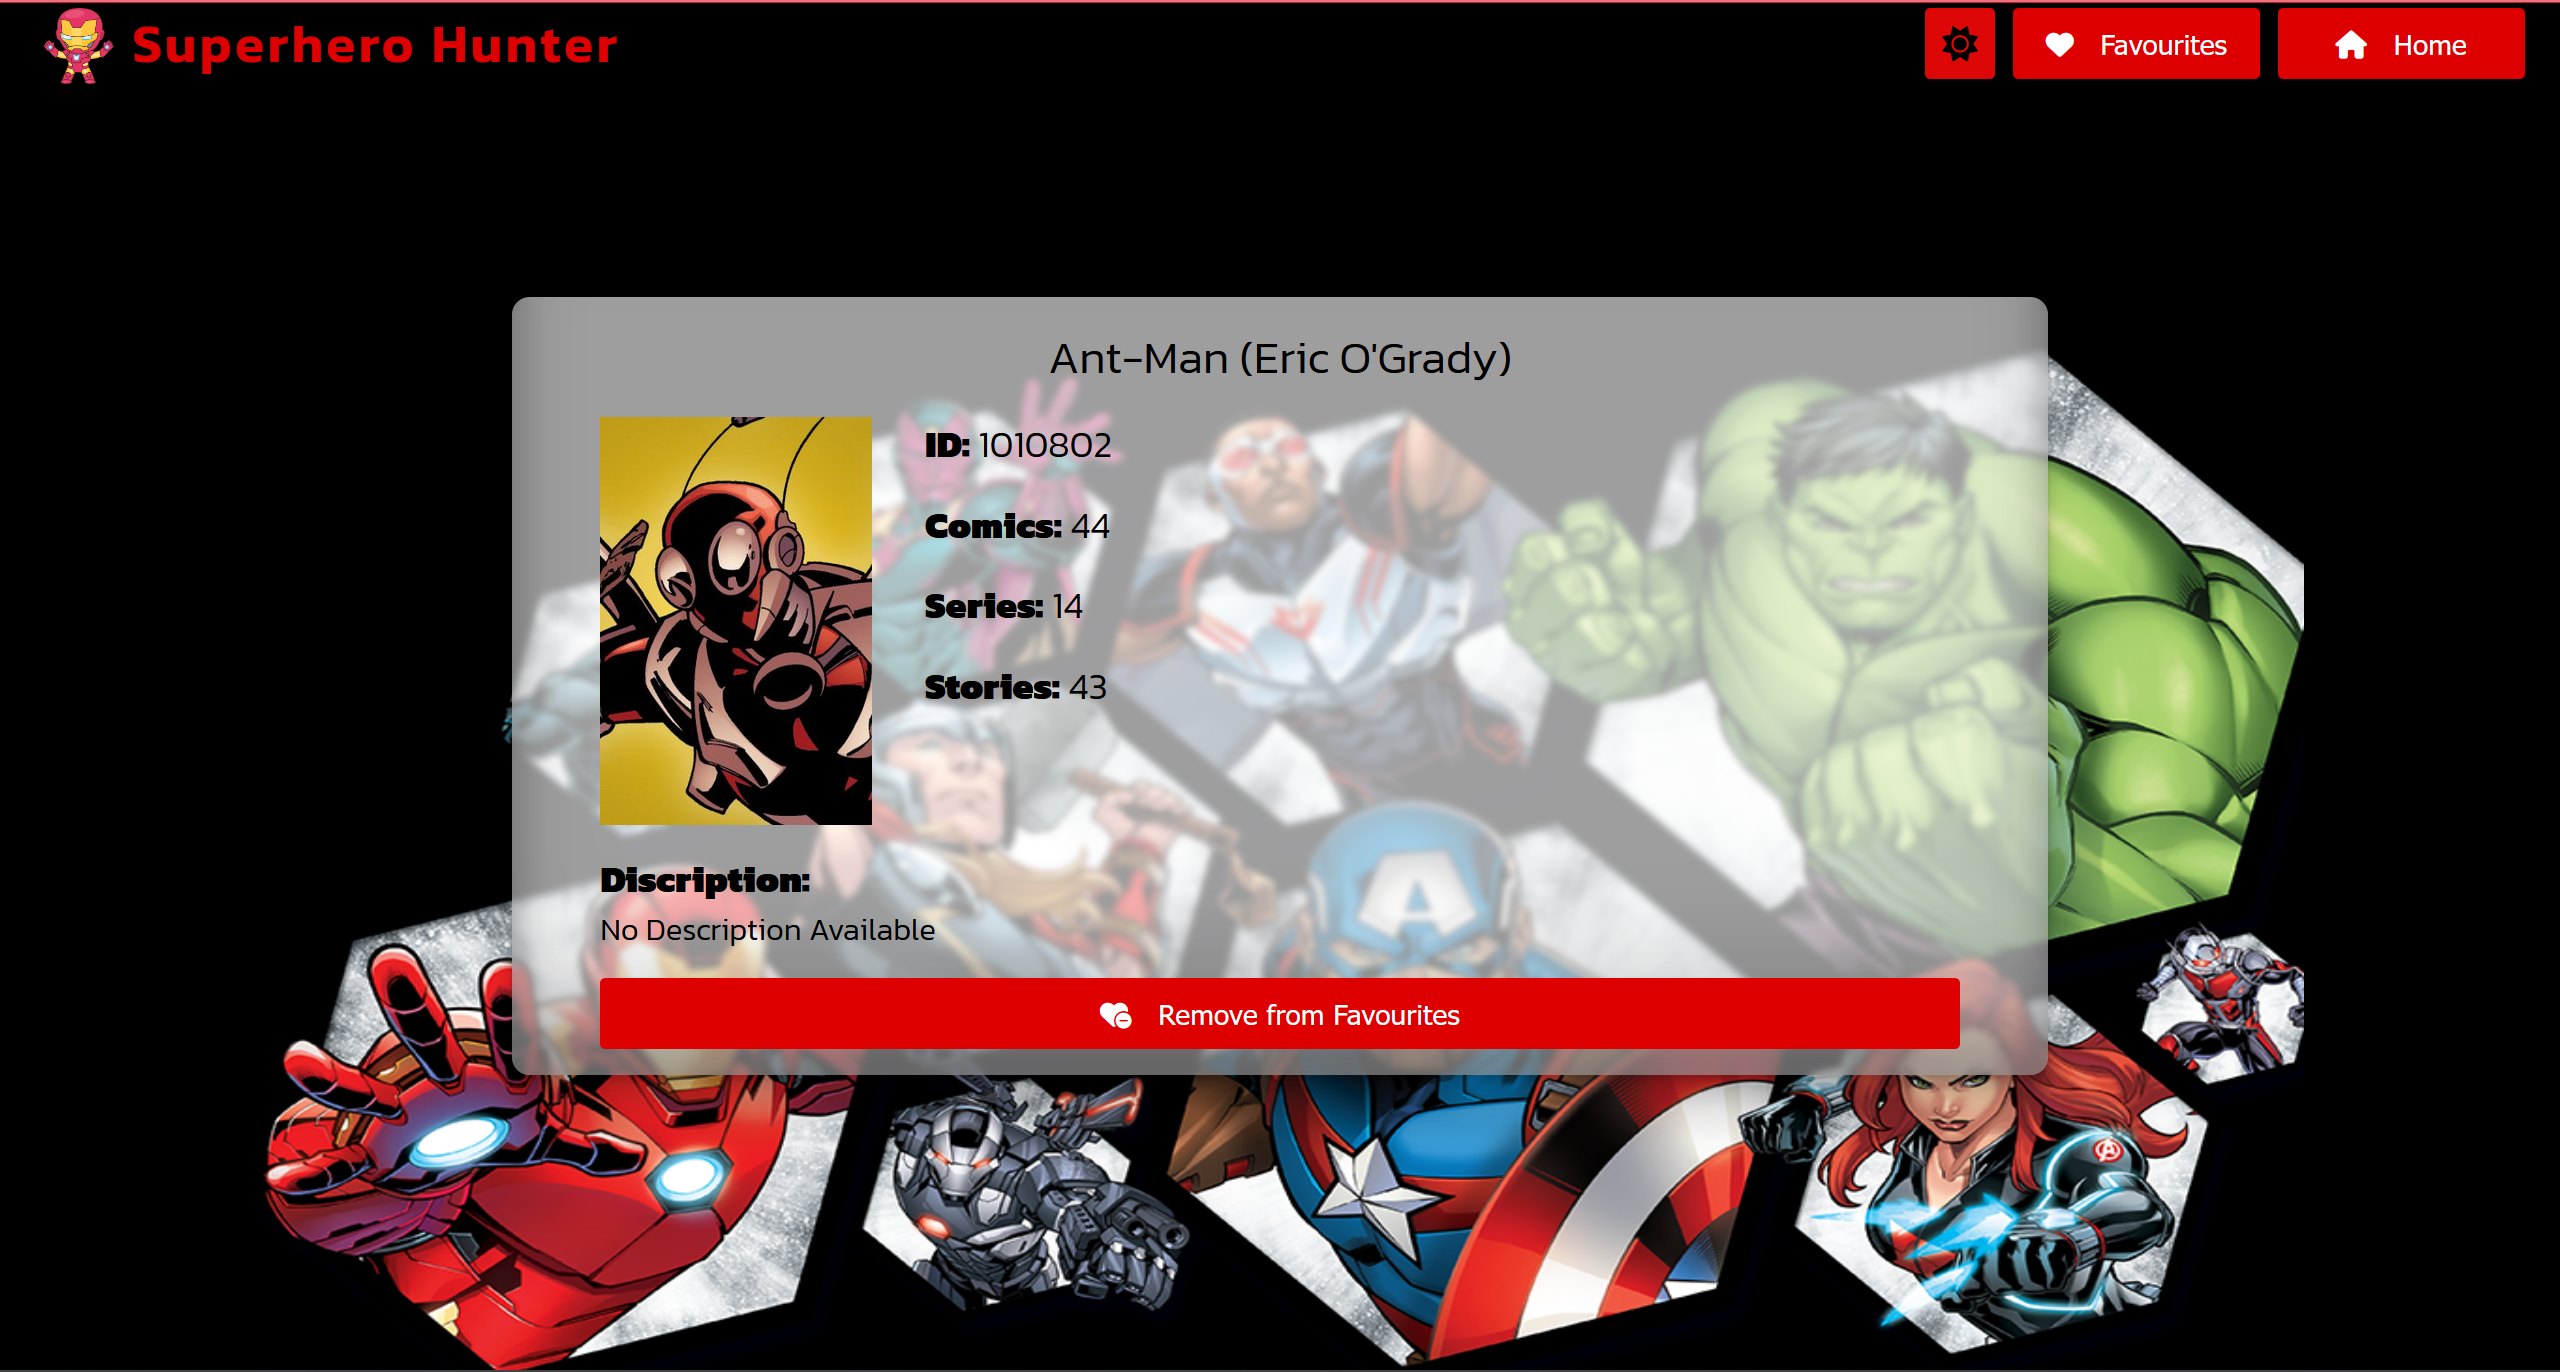 Superhero Hunter
Favourites
Home
Ant-Man (Eric O'Grady)
ID: 1010802
Comics: 44
Series: 14
Stories: 43
Discription:
No Description Available
Remove from Favourites